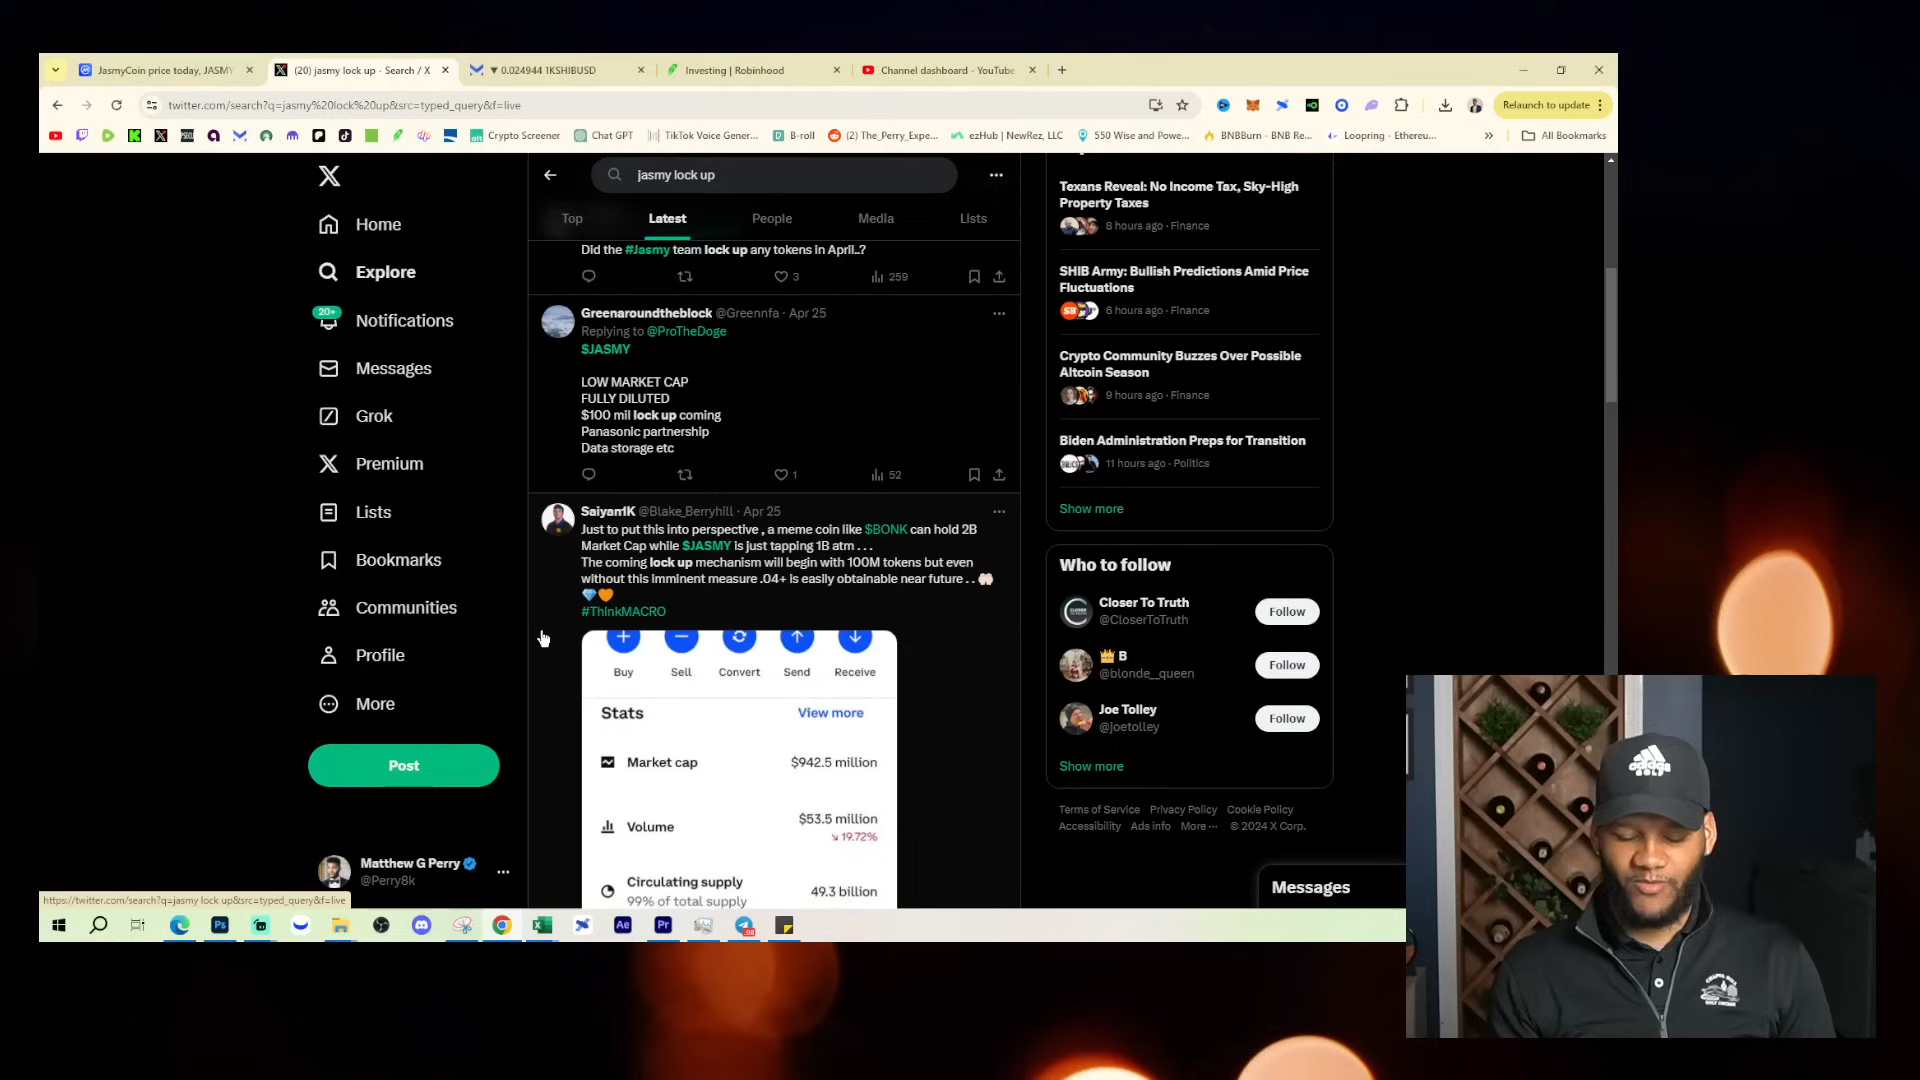 JasmyCoin price today, JASMY
(20) jasmy lock up - Search / X
▼ 0.024944 1KSHIBUSD
Investing | Robinhood
Channel dashboard - YouTube
twitter.com/search?q=jasmy%20lock%20up&src=typed_query&f=live
Relaunch to update
Crypto Screener
Chat GPT
TikTok Voice Gener...
B-roll
(2) The_Perry_Expe...
ezHub | NewRez, LLC
550 Wise and Powe...
BNBBurn - BNB Re...
Loopring - Ethereu...
All Bookmarks
Home
Explore
20+
Notifications
Messages
Grok
Premium
Lists
Bookmarks
Communities
Profile
More
Post
Matthew G Perry
@Perry8k
jasmy lock up
Top
Latest
People
Media
Lists
Did the #Jasmy team lock up any tokens in April..?
3
259
Greenaroundtheblock @Greennfa · Apr 25
Replying to @ProTheDoge
$JASMY
LOW MARKET CAP
FULLY DILUTED
$100 mil lock up coming
Panasonic partnership
Data storage etc
1
52
Saiyan1K @Blake_Berryhill · Apr 25
Just to put this into perspective , a meme coin like $BONK can hold 2B
Market Cap while $JASMY is just tapping 1B atm . . .
The coming lock up mechanism will begin with 100M tokens but even
without this imminent measure .04+ is easily obtainable near future . .
#ThinkMACRO
Buy
Sell
Convert
Send
Receive
Stats
View more
Market cap
$942.5 million
Volume
$53.5 million
↘ 19.72%
Circulating supply
99% of total supply
49.3 billion
Texans Reveal: No Income Tax, Sky-High
Property Taxes
8 hours ago · Finance
SHIB Army: Bullish Predictions Amid Price
Fluctuations
6 hours ago · Finance
Crypto Community Buzzes Over Possible
Altcoin Season
9 hours ago · Finance
Biden Administration Preps for Transition
11 hours ago · Politics
Show more
Who to follow
Closer To Truth
@CloserToTruth
Follow
B
@blonde__queen
Follow
Joe Tolley
@joetolley
Follow
Show more
Terms of Service Privacy Policy Cookie Policy
Accessibility Ads info More ··· © 2024 X Corp.
Messages
https://twitter.com/search?q=jasmy lock up&src=typed_query&f=live
Ps
Ae
Pr
98
adidas
GOLF